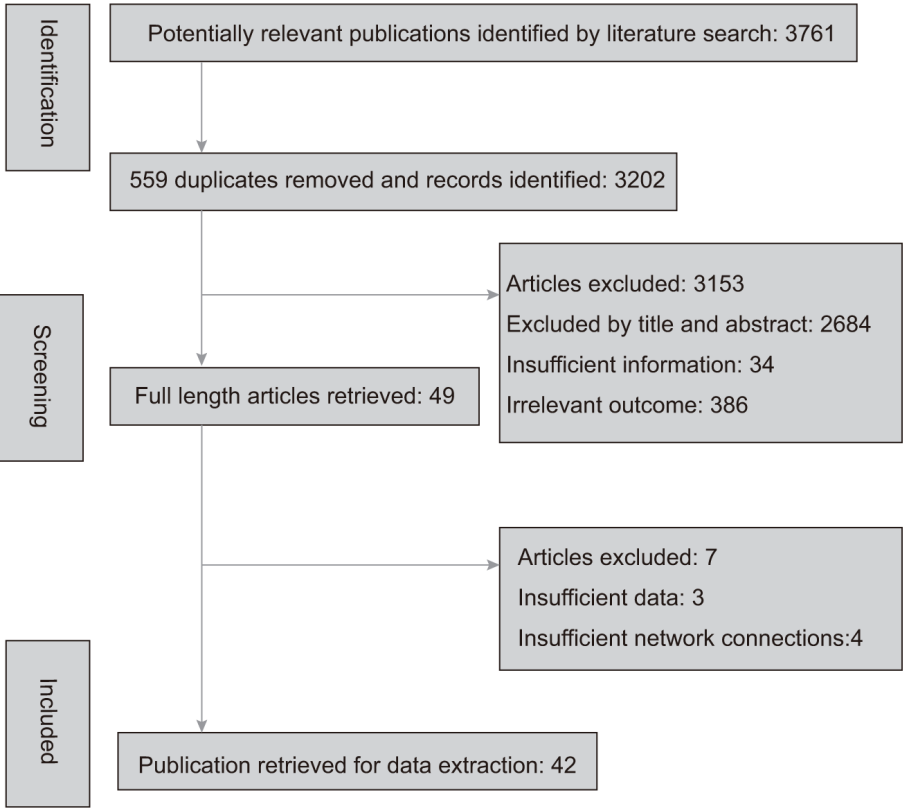 Identification
Potentially relevant publications identified by literature search: 3761
559 duplicates removed and records identified: 3202
Screening
Articles excluded: 3153
Excluded by title and abstract: 2684
Insufficient information: 34
Irrelevant outcome: 386
Full length articles retrieved: 49
Articles excluded: 7
Insufficient data: 3
Insufficient network connections:4
Included
Publication retrieved for data extraction: 42